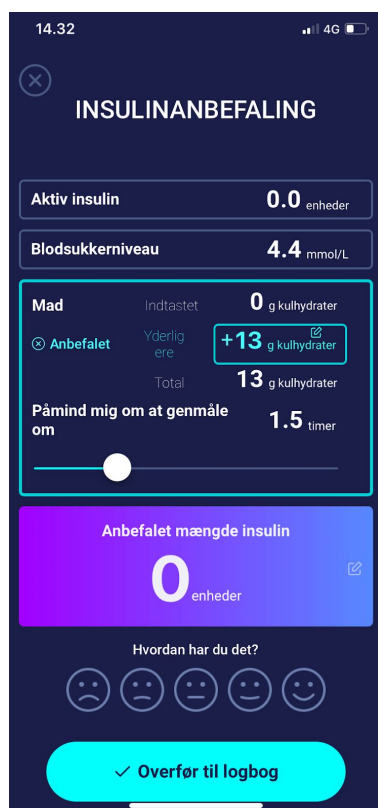 14.32 4G
INSULINANBEFALING
Aktiv insulin 0.0 enheder
Blodsukkerniveau 4.4 mmol/L
Mad Indtastet 0 g kulhydrater
Anbefalet Yderlig
ere +13 g kulhydrater
Total 13 g kulhydrater
Påmind mig om at genmåle
om 1.5 timer
Anbefalet mængde insulin
0 enheder
Hvordan har du det?
Overfør til logbog